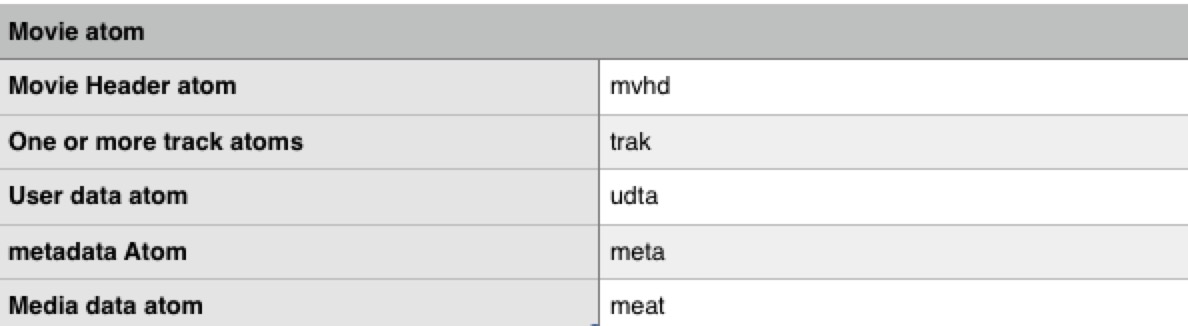 Movie atom
Movie Header atom mvhd
One or more track atoms trak
User data atom udta
metadata Atom meta
Media data atom meat